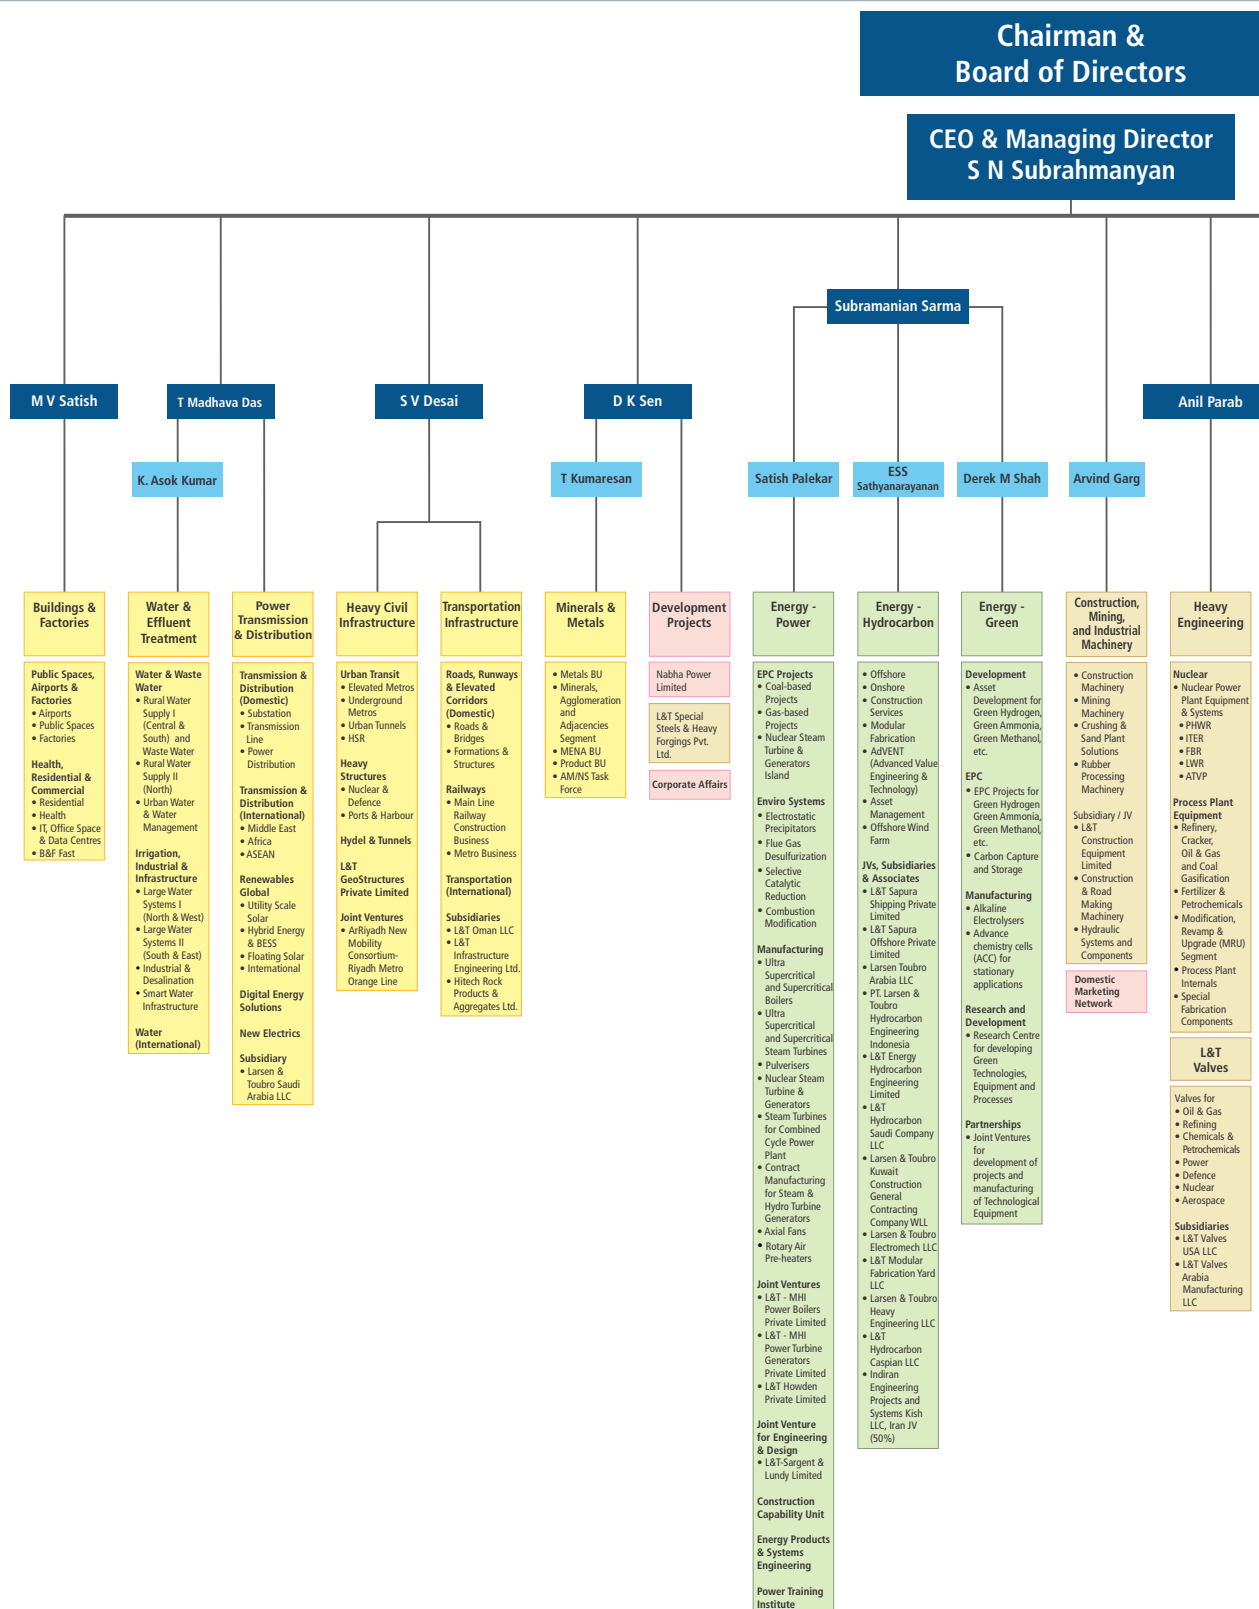 Chairman &
Board of Directors
CEO & Managing Director
S N Subrahmanyan
Subramanian Sarma
M V Satish
T Madhava Das
S V Desai
D K Sen
Anil Parab
K. Asok Kumar
T Kumaresan
Satish Palekar
ESS
Sathyanarayanan
Derek M Shah
Arvind Garg
Buildings &
Factories
Public Spaces,
Airports &
Factories
• Airports
• Public Spaces
• Factories
Health,
Residential &
Commercial
• Residential
• Health
• IT, Office Space
& Data Centres
• B&F Fast
Water &
Effluent
Treatment
Water & Waste
Water
• Rural Water
Supply I
(Central &
South) and
Waste Water
• Rural Water
Supply II
(North)
• Urban Water
& Water
Management
Irrigation,
Industrial &
Infrastructure
• Large Water
Systems I
(North & West)
• Large Water
Systems II
(South & East)
• Industrial &
Desalination
• Smart Water
Infrastructure
Water
(International)
Power
Transmission
& Distribution
Transmission &
Distribution
(Domestic)
• Substation
• Transmission
Line
• Power
Distribution
Transmission &
Distribution
(International)
• Middle East
• Africa
• ASEAN
Renewables
Global
• Utility Scale
Solar
• Hybrid Energy
& BESS
• Floating Solar
• International
Digital Energy
Solutions
New Electrics
Subsidiary
• Larsen &
Toubro Saudi
Arabia LLC
Heavy Civil
Infrastructure
Urban Transit
• Elevated Metros
• Underground
Metros
• Urban Tunnels
• HSR
Heavy
Structures
• Nuclear &
Defence
• Ports & Harbour
Hydel & Tunnels
L&T
GeoStructures
Private Limited
Joint Ventures
• ArRiyadh New
Mobility
Consortium-
Riyadh Metro
Orange Line
Transportation
Infrastructure
Roads, Runways
& Elevated
Corridors
(Domestic)
• Roads &
Bridges
• Formations &
Structures
Railways
• Main Line
Railway
Construction
Business
• Metro Business
Transportation
(International)
Subsidiaries
• L&T Oman LLC
• L&T
Infrastructure
Engineering Ltd.
• Hitech Rock
Products &
Aggregates Ltd.
Minerals &
Metals
• Metals BU
• Minerals,
Agglomeration
and
Adjacencies
Segment
• MENA BU
• Product BU
• AM/NS Task
Force
Development
Projects
Nabha Power
Limited
L&T Special
Steels & Heavy
Forgings Pvt.
Ltd.
Corporate Affairs
Energy -
Power
EPC Projects
• Coal-based
Projects
• Gas-based
Projects
• Nuclear Steam
Turbine &
Generators
Island
Enviro Systems
• Electrostatic
Precipitators
• Flue Gas
Desulfurization
• Selective
Catalytic
Reduction
• Combustion
Modification
Manufacturing
• Ultra
Supercritical
and Supercritical
Boilers
• Ultra
Supercritical
and Supercritical
Steam Turbines
• Pulverisers
• Nuclear Steam
Turbine &
Generators
• Steam Turbines
for Combined
Cycle Power
Plant
• Contract
Manufacturing
for Steam &
Hydro Turbine
Generators
• Axial Fans
• Rotary Air
Pre-heaters
Joint Ventures
• L&T - MHI
Power Boilers
Private Limited
• L&T - MHI
Power Turbine
Generators
Private Limited
• L&T Howden
Private Limited
Joint Venture
for Engineering
& Design
• L&T-Sargent &
Lundy Limited
Construction
Capability Unit
Energy Products
& Systems
Engineering
Power Training
Institute
Energy -
Hydrocarbon
• Offshore
• Onshore
• Construction
Services
• Modular
Fabrication
• AdVENT
(Advanced Value
Engineering &
Technology)
• Asset
Management
• Offshore Wind
Farm
JVs, Subsidiaries
& Associates
• L&T Sapura
Shipping Private
Limited
• L&T Sapura
Offshore Private
Limited
• Larsen Toubro
Arabia LLC
• PT. Larsen &
Toubro
Hydrocarbon
Engineering
Indonesia
• L&T Energy
Hydrocarbon
Engineering
Limited
• L&T
Hydrocarbon
Saudi Company
LLC
• Larsen & Toubro
Kuwait
Construction
General
Contracting
Company WLL
• Larsen & Toubro
Electromech LLC
• L&T Modular
Fabrication Yard
LLC
• Larsen & Toubro
Heavy
Engineering LLC
• L&T
Hydrocarbon
Caspian LLC
• Indiran
Engineering
Projects and
Systems Kish
LLC, Iran JV
(50%)
Energy -
Green
Development
• Asset
Development for
Green Hydrogen,
Green Ammonia,
Green Methanol,
etc.
EPC
• EPC Projects for
Green Hydrogen
Green Ammonia,
Green Methanol,
etc.
• Carbon Capture
and Storage
Manufacturing
• Alkaline
Electrolysers
• Advance
chemistry cells
(ACC) for
stationary
applications
Research and
Development
• Research Centre
for developing
Green
Technologies,
Equipment and
Processes
Partnerships
• Joint Ventures
for
development of
projects and
manufacturing
of Technological
Equipment
Construction,
Mining,
and Industrial
Machinery
• Construction
Machinery
• Mining
Machinery
• Crushing &
Sand Plant
Solutions
• Rubber
Processing
Machinery
Subsidiary / JV
• L&T
Construction
Equipment
Limited
• Construction
& Road
Making
Machinery
• Hydraulic
Systems and
Components
Domestic
Marketing
Network
Heavy
Engineering
Nuclear
• Nuclear Power
Plant Equipment
& Systems
• PHWR
• ITER
• FBR
• LWR
• ATVP
Process Plant
Equipment
• Refinery,
Cracker,
Oil & Gas
and Coal
Gasification
• Fertilizer &
Petrochemicals
• Modification,
Revamp &
Upgrade (MRU)
Segment
• Process Plant
Internals
• Special
Fabrication
Components
L&T
Valves
Valves for
• Oil & Gas
• Refining
• Chemicals &
Petrochemicals
• Power
• Defence
• Nuclear
• Aerospace
Subsidiaries
• L&T Valves
USA LLC
• L&T Valves
Arabia
Manufacturing
LLC